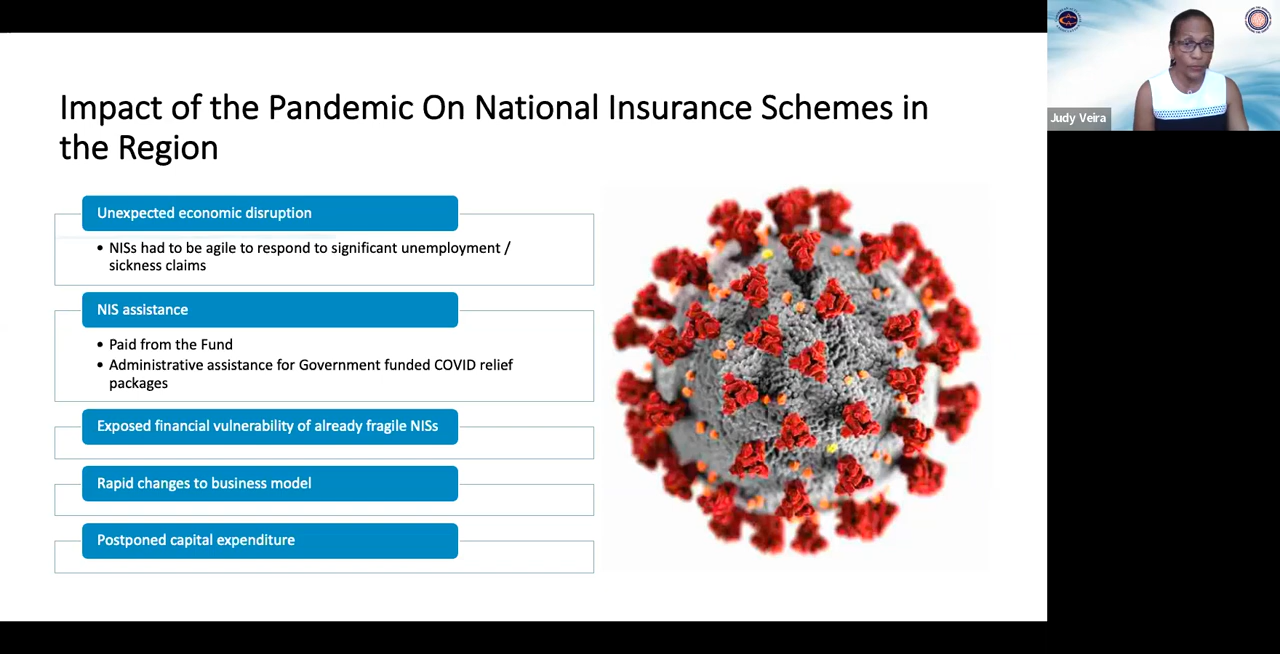 Impact of the Pandemic On National Insurance Schemes in
the Region
Unexpected economic disruption
• NISs had to be agile to respond to significant unemployment /
sickness claims
NIS assistance
• Paid from the Fund
• Administrative assistance for Government funded COVID relief
packages
Exposed financial vulnerability of already fragile NISs
Rapid changes to business model
Postponed capital expenditure
Judy Veira